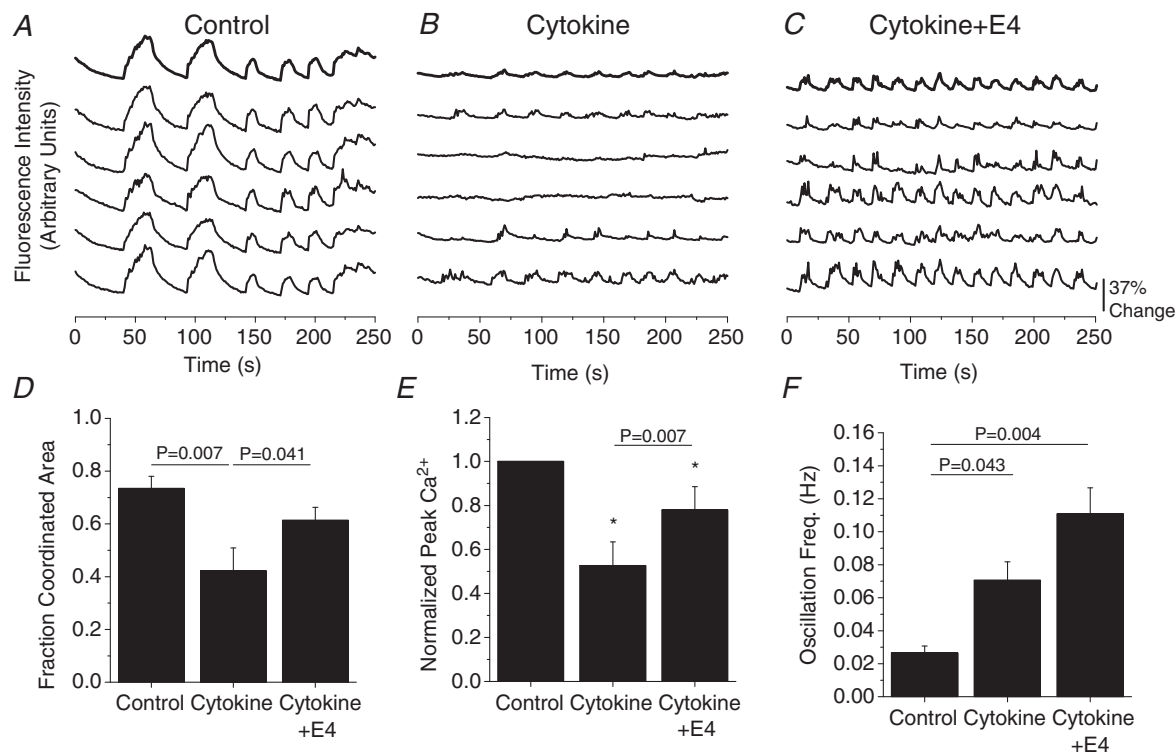 A Control
B Cytokine
C Cytokine+E4
Fluorescence Intensity
(Arbitrary Units)
37%
Change
0 50 100 150 200 250
Time (s)
0 50 100 150 200 250
Time (s)
0 50 100 150 200 250
Time (s)
D
Fraction Coordinated Area
1.0
0.8
0.6
0.4
0.2
0.0
P=0.007
P=0.041
Control Cytokine Cytokine
+E4
E
Normalized Peak Ca²⁺
1.2
1.0
0.8
0.6
0.4
0.2
0.0
P=0.007
*
*
Control Cytokine Cytokine
+E4
F
Oscillation Freq. (Hz)
0.16
0.14
0.12
0.10
0.08
0.06
0.04
0.02
0.00
P=0.004
P=0.043
Control Cytokine Cytokine
+E4